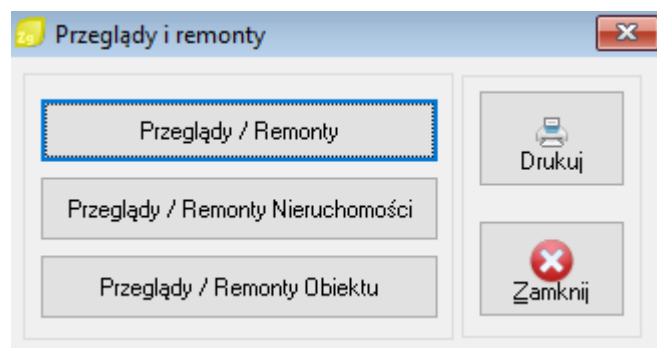 Zg
Przeglądy i remonty
Przeglądy / Remonty
Przeglądy / Remonty Nieruchomości
Przeglądy / Remonty Obiektu
Drukuj
Zamknij